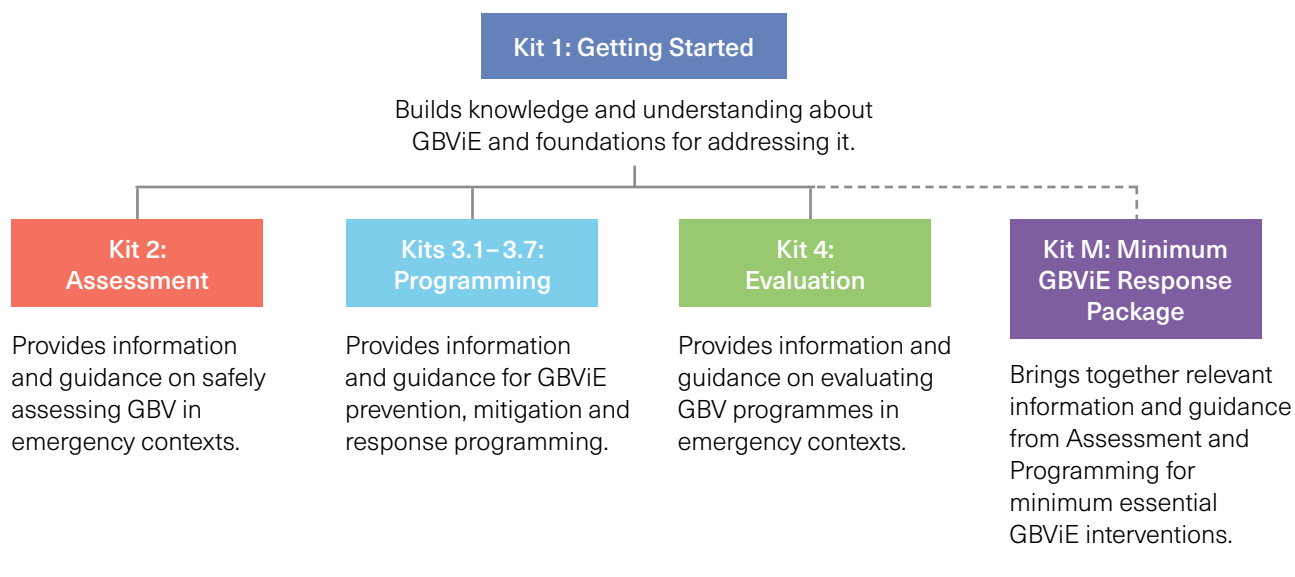 Kit 1: Getting Started
Builds knowledge and understanding about
GBViE and foundations for addressing it.
Kit 2:
Assessment
Provides information
and guidance on safely
assessing GBV in
emergency contexts.
Kits 3.1–3.7:
Programming
Provides information
and guidance for GBViE
prevention, mitigation and
response programming.
Kit 4:
Evaluation
Provides information and
guidance on evaluating
GBV programmes in
emergency contexts.
Kit M: Minimum
GBViE Response
Package
Brings together relevant
information and guidance
from Assessment and
Programming for
minimum essential
GBViE interventions.